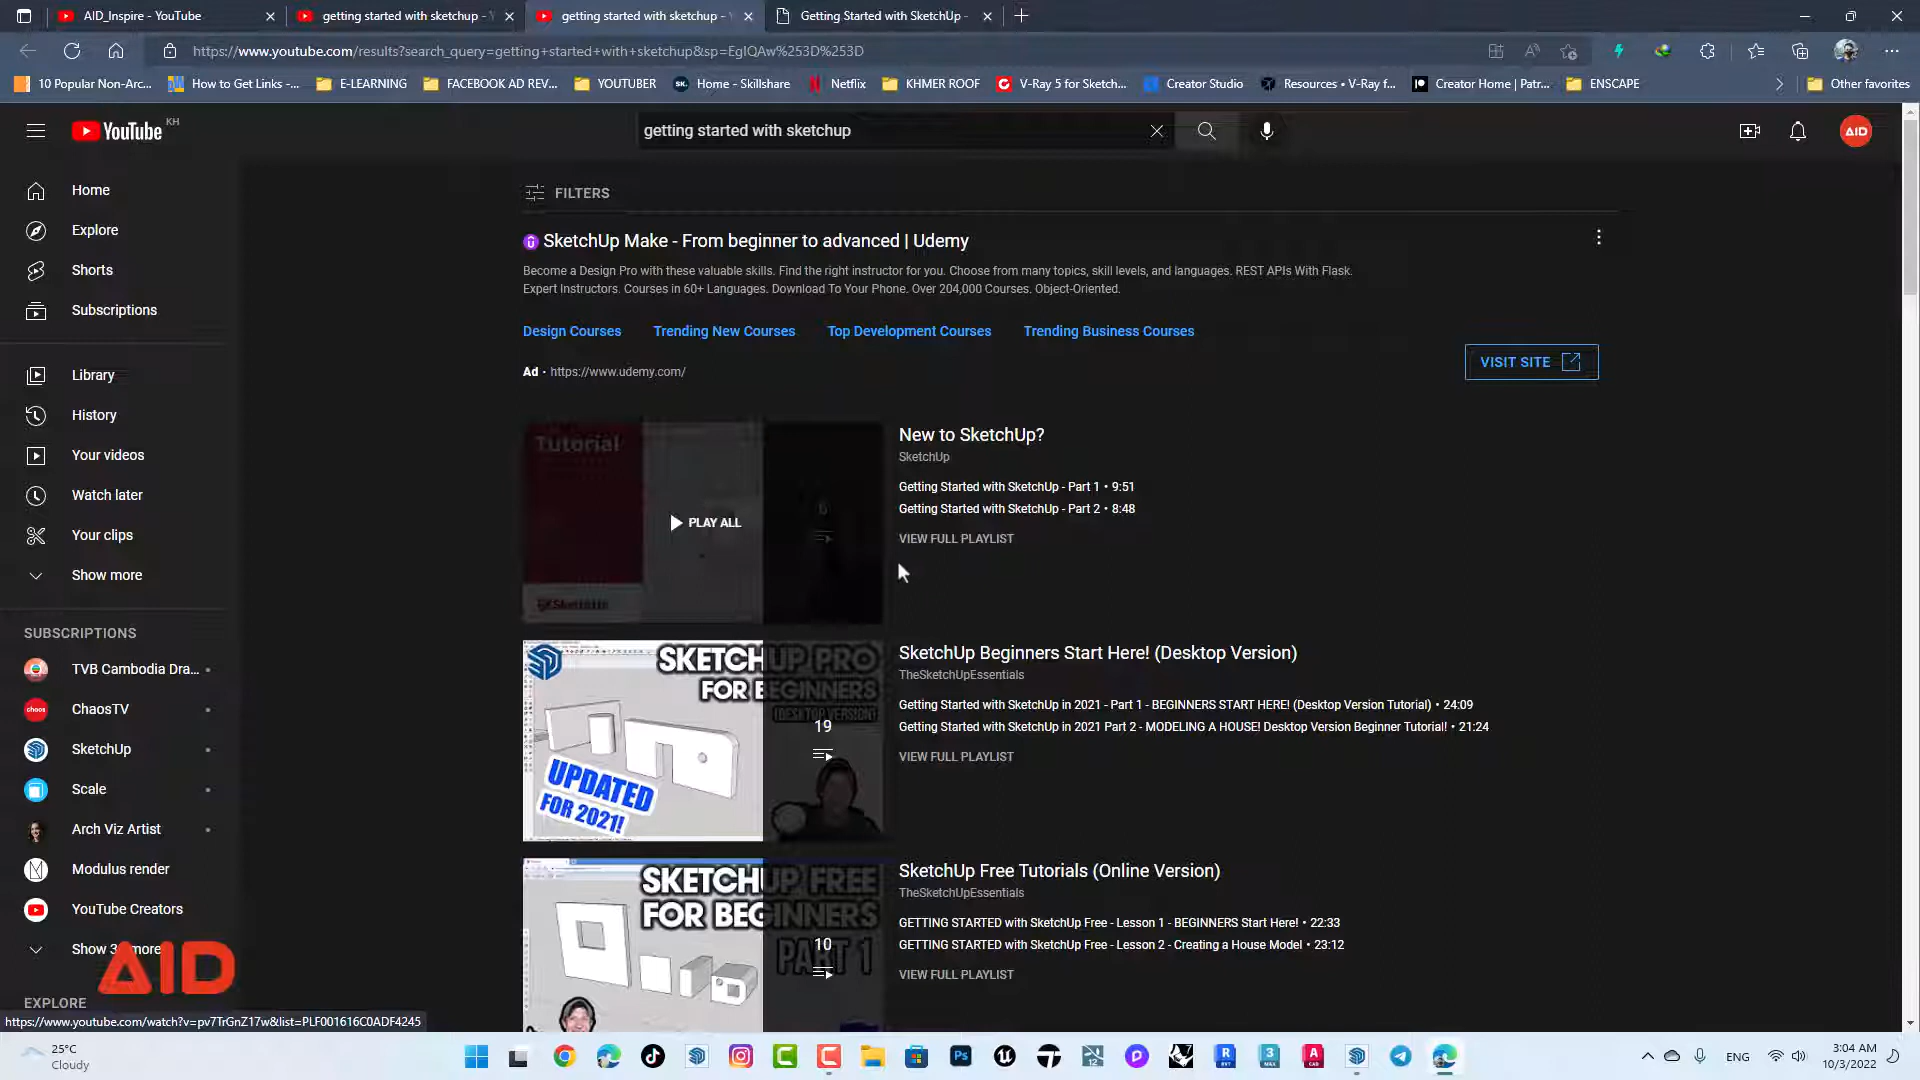 AID_Inspire - YouTube
getting started with sketchup -
getting started with sketchup -
Getting Started with SketchUp -
https://www.youtube.com/results?search_query=getting+started+with+sketchup&sp=EgIQAw%253D%253D
10 Popular Non-Arc...
How to Get Links -...
E-LEARNING
FACEBOOK AD REV...
YOUTUBER
Home - Skillshare
Netflix
KHMER ROOF
V-Ray 5 for Sketch...
Creator Studio
Resources • V-Ray f...
Creator Home | Patr...
ENSCAPE
Other favorites
YouTube KH
getting started with sketchup
AID
Home
Explore
Shorts
Subscriptions
Library
History
Your videos
Watch later
Your clips
Show more
SUBSCRIPTIONS
TVB Cambodia Dra...
ChaosTV
SketchUp
Scale
Arch Viz Artist
Modulus render
YouTube Creators
Show 3 more
EXPLORE
AID
FILTERS
SketchUp Make - From beginner to advanced | Udemy
Become a Design Pro with these valuable skills. Find the right instructor for you. Choose from many topics, skill levels, and languages. REST APIs With Flask.
Expert Instructors. Courses in 60+ Languages. Download To Your Phone. Over 204,000 Courses. Object-Oriented.
Design Courses
Trending New Courses
Top Development Courses
Trending Business Courses
Ad • https://www.udemy.com/
VISIT SITE
Tutorial
PLAY ALL
6
SketchUp
New to SketchUp?
SketchUp
Getting Started with SketchUp - Part 1 • 9:51
Getting Started with SketchUp - Part 2 • 8:48
VIEW FULL PLAYLIST
SKETCHUP PRO
FOR BEGINNERS
(DESKTOP VERSION)
UPDATED
FOR 2021!
19
SketchUp Beginners Start Here! (Desktop Version)
TheSketchUpEssentials
Getting Started with SketchUp in 2021 - Part 1 - BEGINNERS START HERE! (Desktop Version Tutorial) • 24:09
Getting Started with SketchUp in 2021 Part 2 - MODELING A HOUSE! Desktop Version Beginner Tutorial! • 21:24
VIEW FULL PLAYLIST
SKETCHUP FREE
FOR BEGINNERS
PART 1
10
SketchUp Free Tutorials (Online Version)
TheSketchUpEssentials
GETTING STARTED with SketchUp Free - Lesson 1 - BEGINNERS Start Here! • 22:33
GETTING STARTED with SketchUp Free - Lesson 2 - Creating a House Model • 23:12
VIEW FULL PLAYLIST
https://www.youtube.com/watch?v=pv7TrGnZ17w&list=PLF001616C0ADF4245
25°C
Cloudy
ENG
3:04 AM
10/3/2022